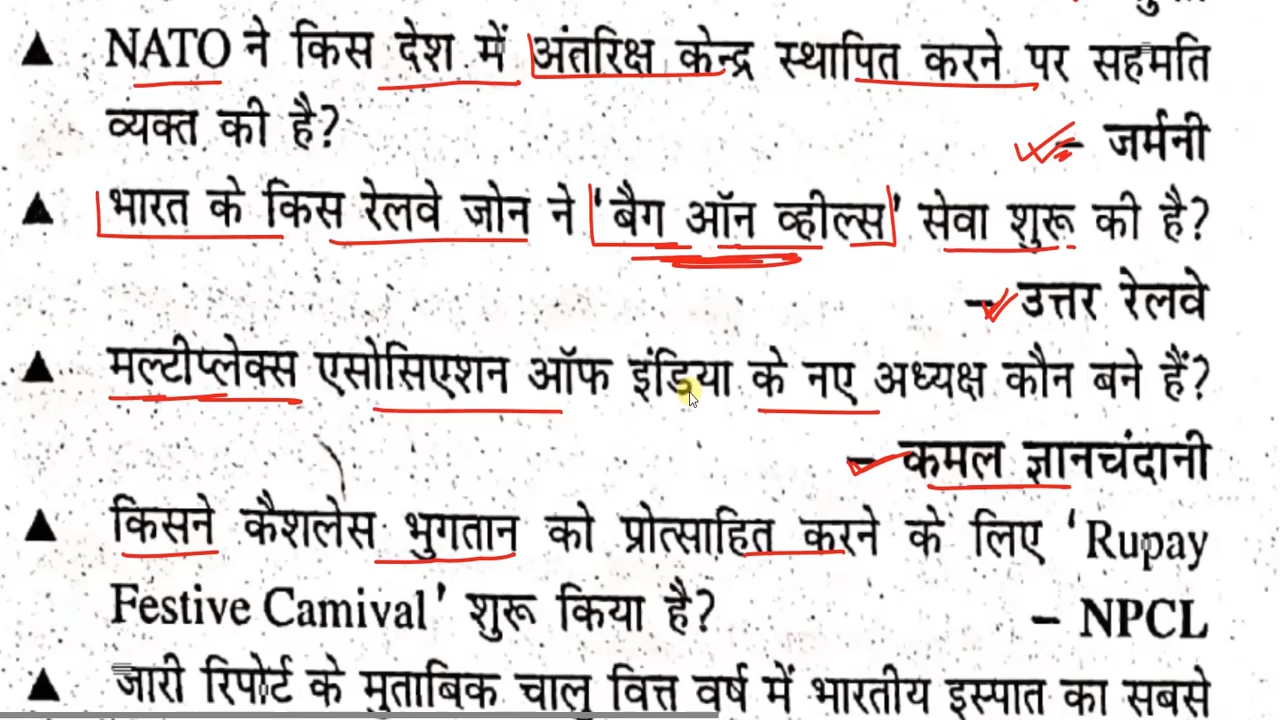 ▲ NATO ने किस देश में अंतरिक्ष केन्द्र स्थापित करने पर सहमति
व्यक्त की है? – जर्मनी
▲ भारत के किस रेलवे जोन ने 'बैग ऑन व्हील्स' सेवा शुरू की है?
– उत्तर रेलवे
▲ मल्टीप्लेक्स एसोसिएशन ऑफ इंडिया के नए अध्यक्ष कौन बने हैं?
– कमल ज्ञानचंदानी
▲ किसने कैशलेस भुगतान को प्रोत्साहित करने के लिए 'Rupay
Festive Camival' शुरू किया है? – NPCL
▲ जारी रिपोर्ट के मुताबिक चालू वित्त वर्ष में भारतीय इस्पात का सबसे